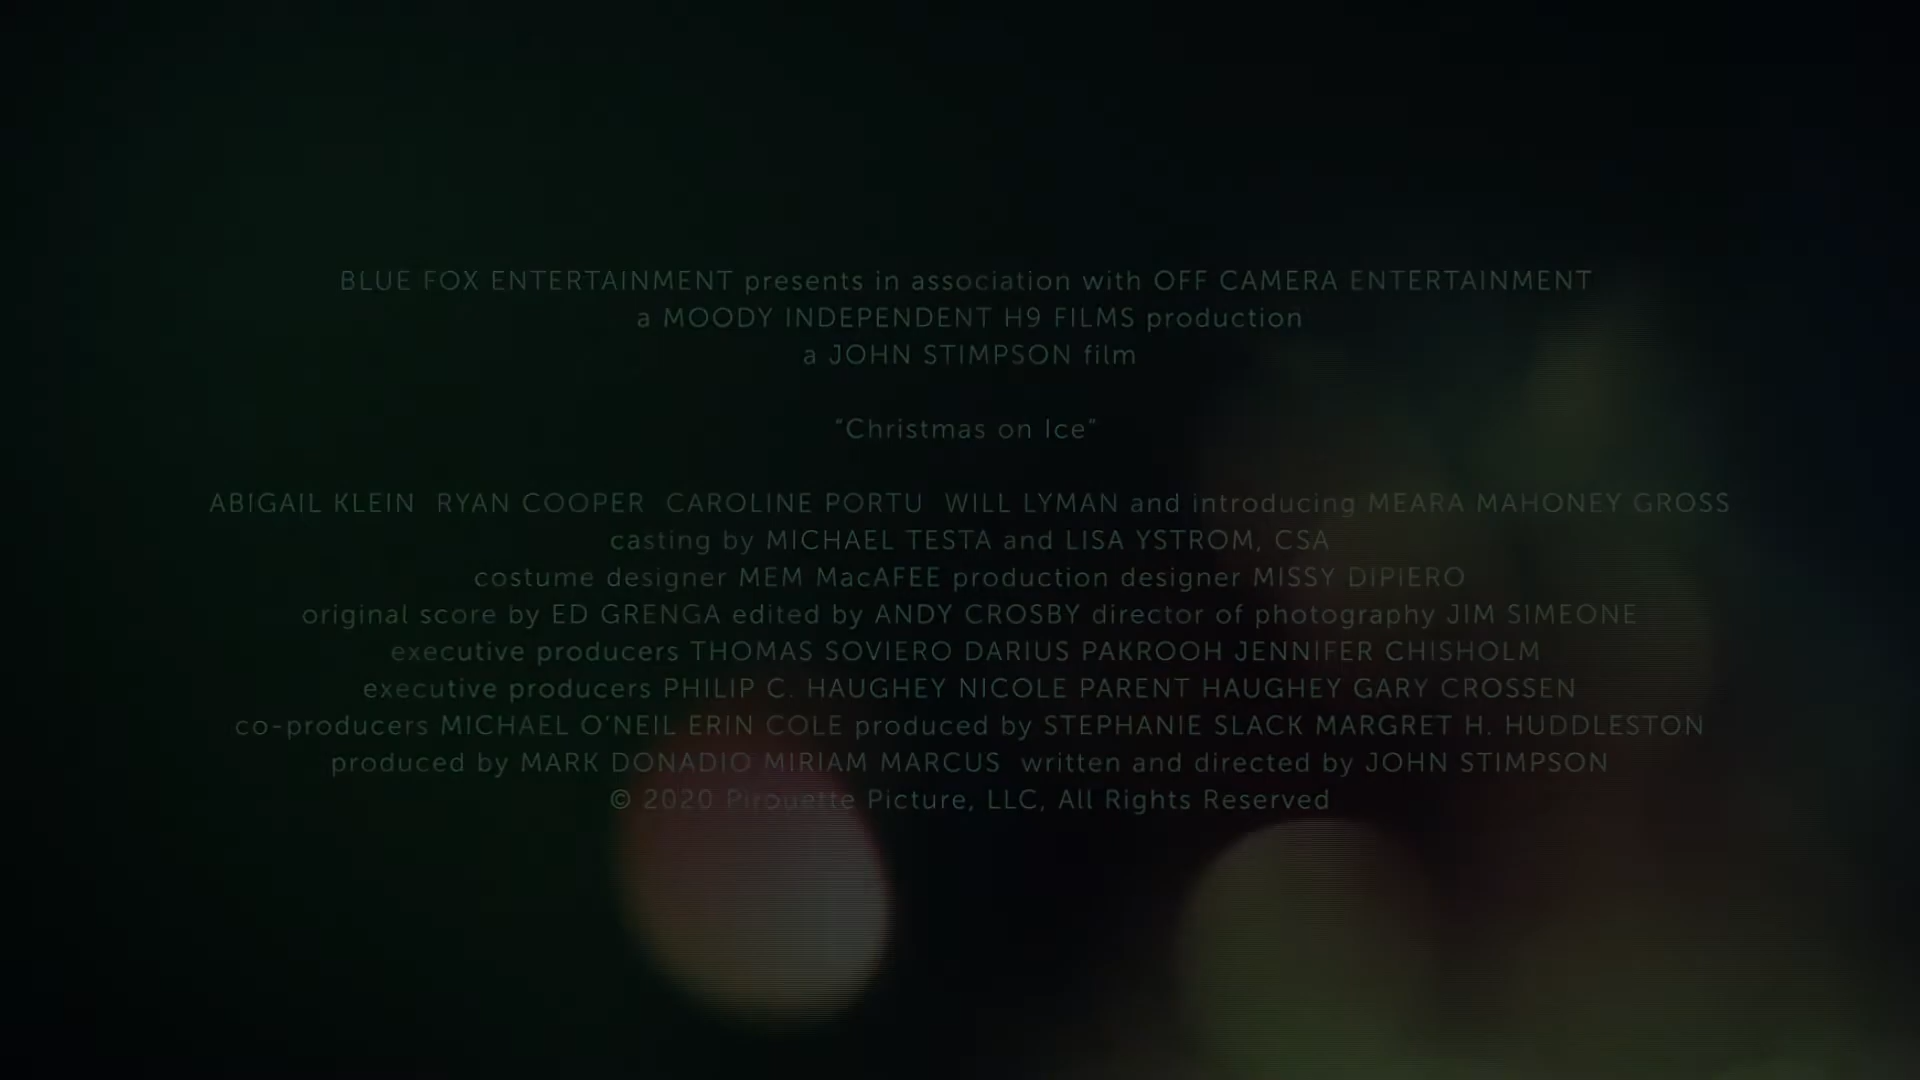 BLUE FOX ENTERTAINMENT presents in association with OFF CAMERA ENTERTAINMENT
a MOODY INDEPENDENT H9 FILMS production
a JOHN STIMPSON film
“Christmas on Ice”
ABIGAIL KLEIN RYAN COOPER CAROLINE PORTU WILL LYMAN and introducing MEARA MAHONEY GROSS
casting by MICHAEL TESTA and LISA YSTROM, CSA
costume designer MEM MacAFEE production designer MISSY DIPIERO
original score by ED GRENGA edited by ANDY CROSBY director of photography JIM SIMEONE
executive producers THOMAS SOVIERO DARIUS PAKROOH JENNIFER CHISHOLM
executive producers PHILIP C. HAUGHEY NICOLE PARENT HAUGHEY GARY CROSSEN
co-producers MICHAEL O’NEIL ERIN COLE produced by STEPHANIE SLACK MARGRET H. HUDDLESTON
produced by MARK DONADIO MIRIAM MARCUS written and directed by JOHN STIMPSON
© 2020 Pirouette Picture, LLC, All Rights Reserved